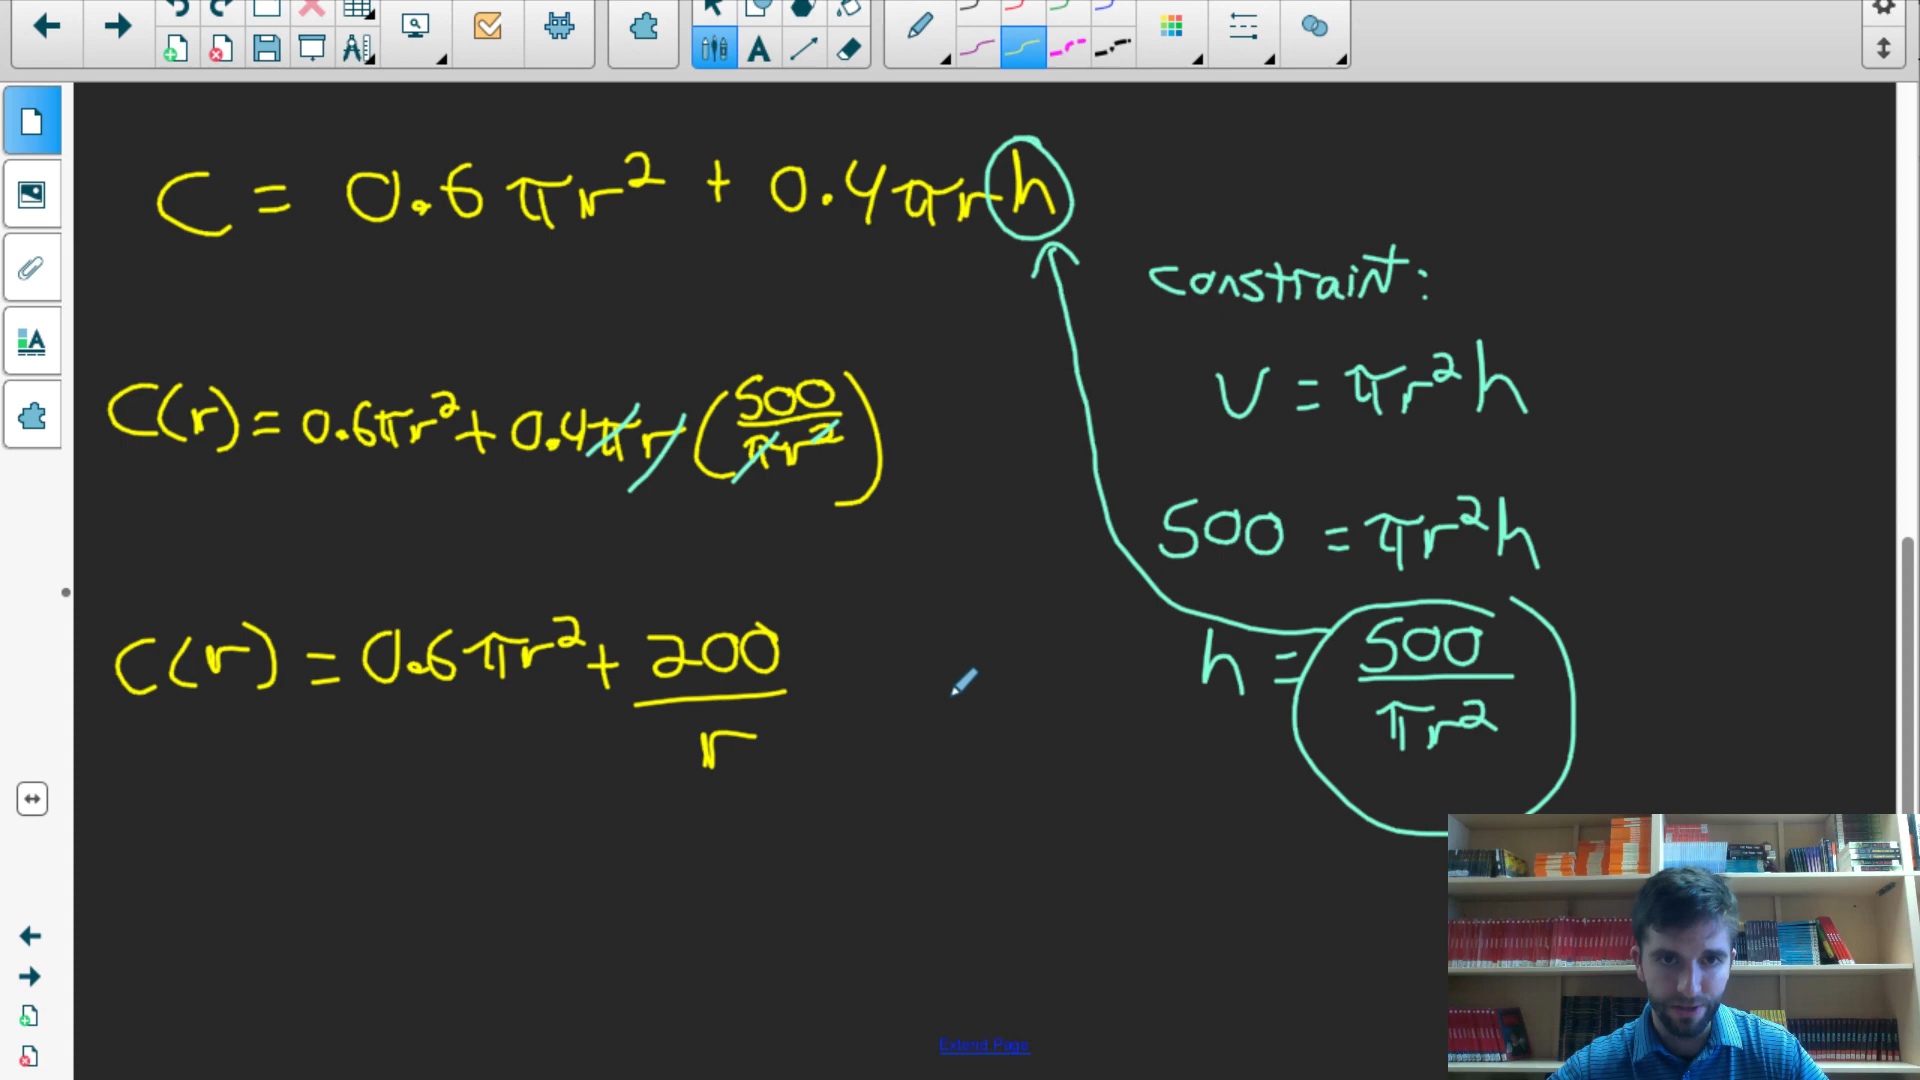 C = 0.6πr² + 0.4πrh
constraint:
V = πr²h
C(r) = 0.6πr² + 0.4πr (500/πr²)
500 = πr²h
C(r) = 0.6πr² + 200/r
h = 500/πr²
Extend Page